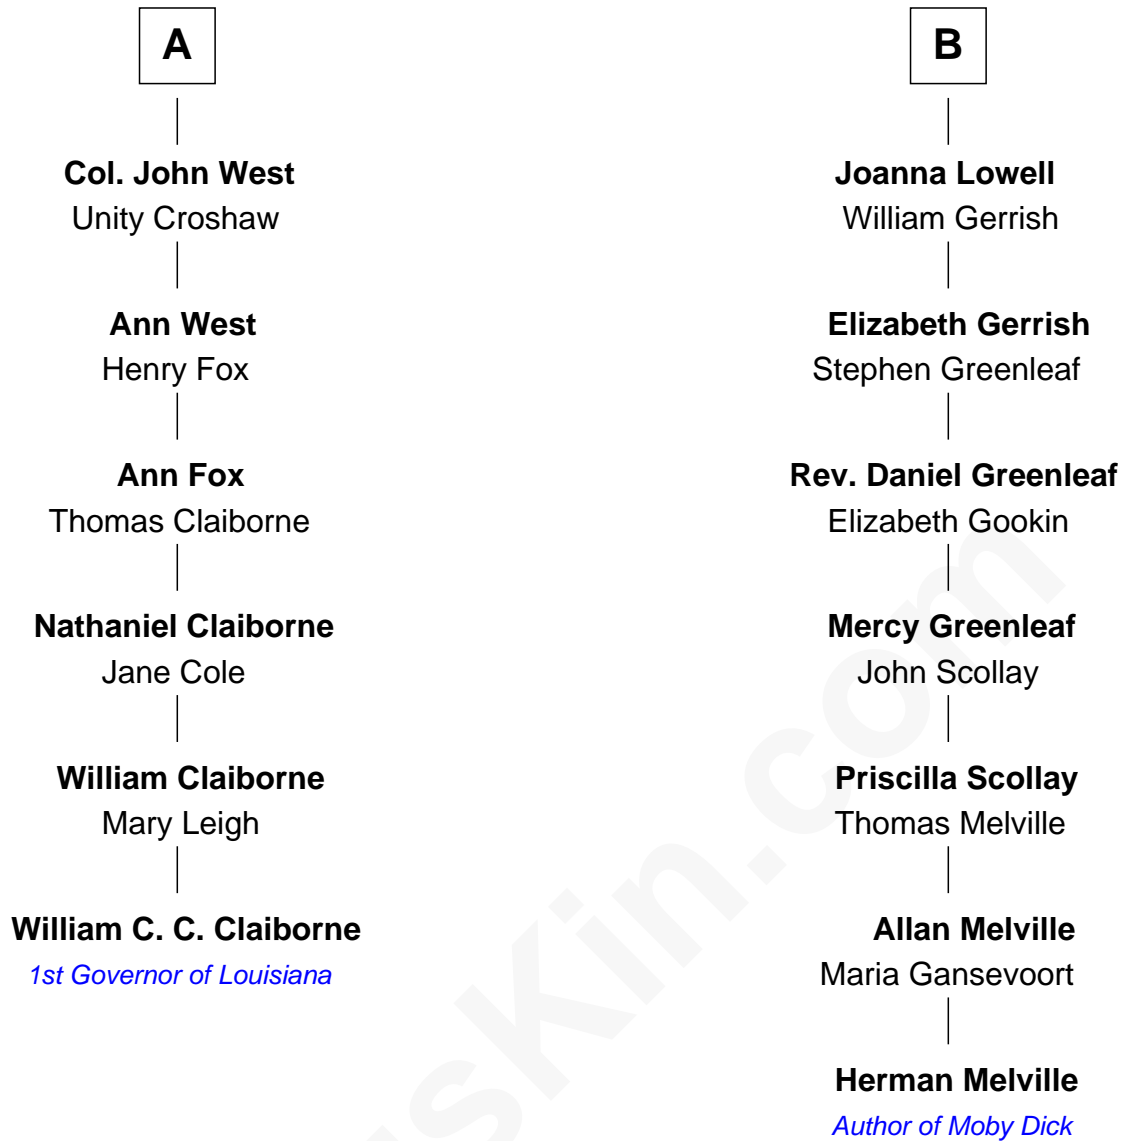 A
Col. John West
Unity Croshaw
Ann West
Henry Fox
Ann Fox
Thomas Claiborne
Nathaniel Claiborne
Jane Cole
William Claiborne
Mary Leigh
William C. C. Claiborne
1st Governor of Louisiana
B
Joanna Lowell
William Gerrish
Elizabeth Gerrish
Stephen Greenleaf
Rev. Daniel Greenleaf
Elizabeth Gookin
Mercy Greenleaf
John Scollay
Priscilla Scollay
Thomas Melville
Allan Melville
Maria Gansevoort
Herman Melville
Author of Moby Dick